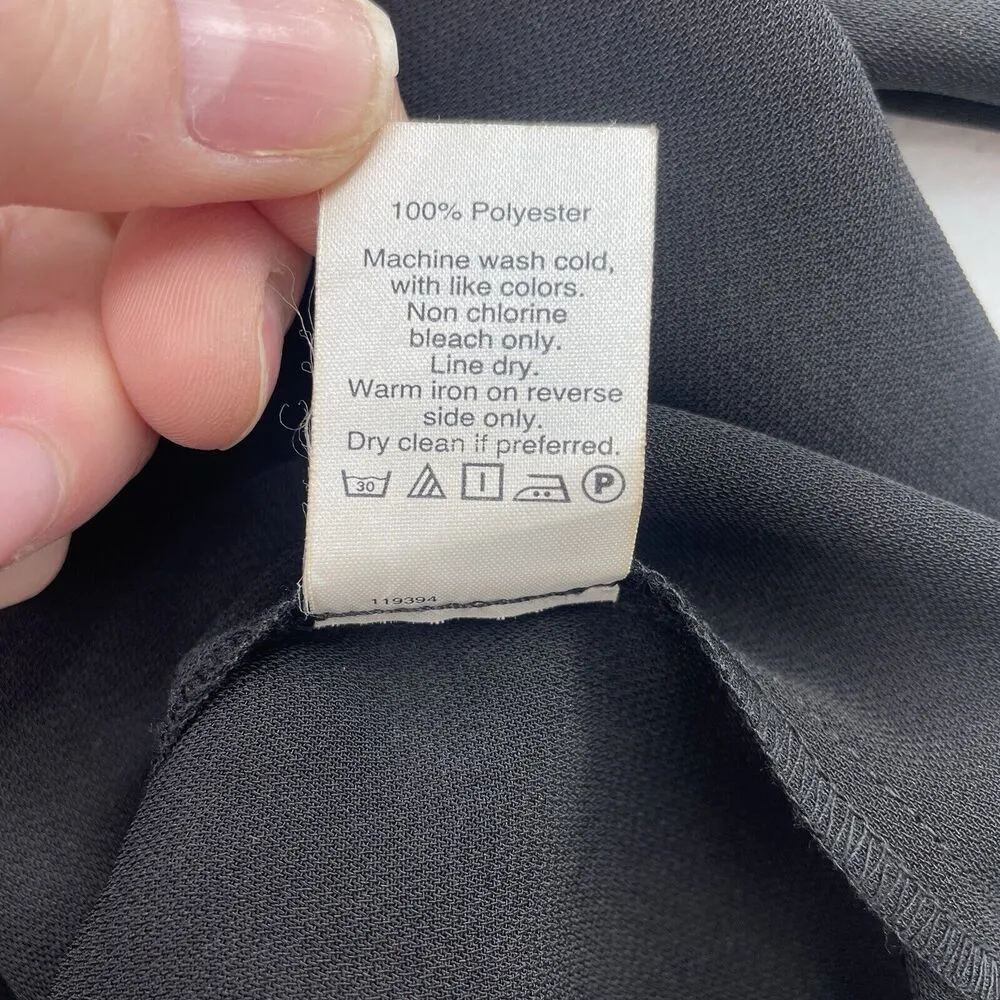 100% Polyester
Machine wash cold,
with like colors.
Non chlorine
bleach only.
Line dry.
Warm iron on reverse
side only.
Dry clean if preferred.
30 P
119394